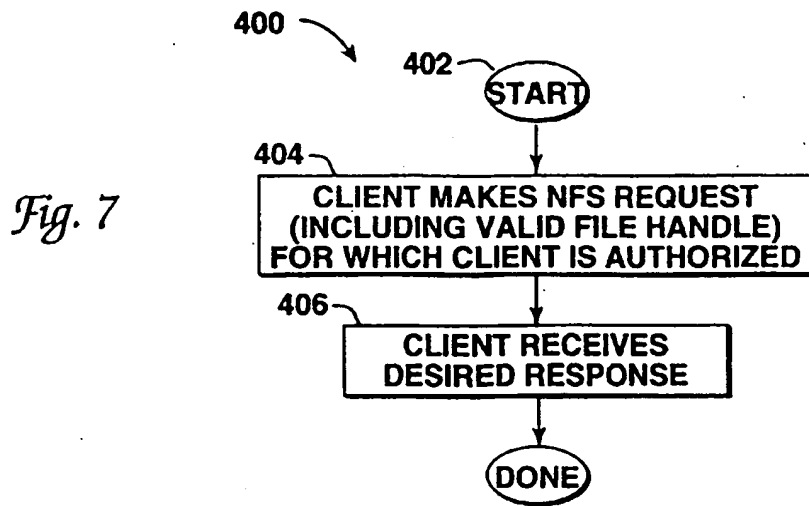 400
402
START
404
CLIENT MAKES NFS REQUEST
(INCLUDING VALID FILE HANDLE)
FOR WHICH CLIENT IS AUTHORIZED
Fig. 7
406
CLIENT RECEIVES
DESIRED RESPONSE
DONE